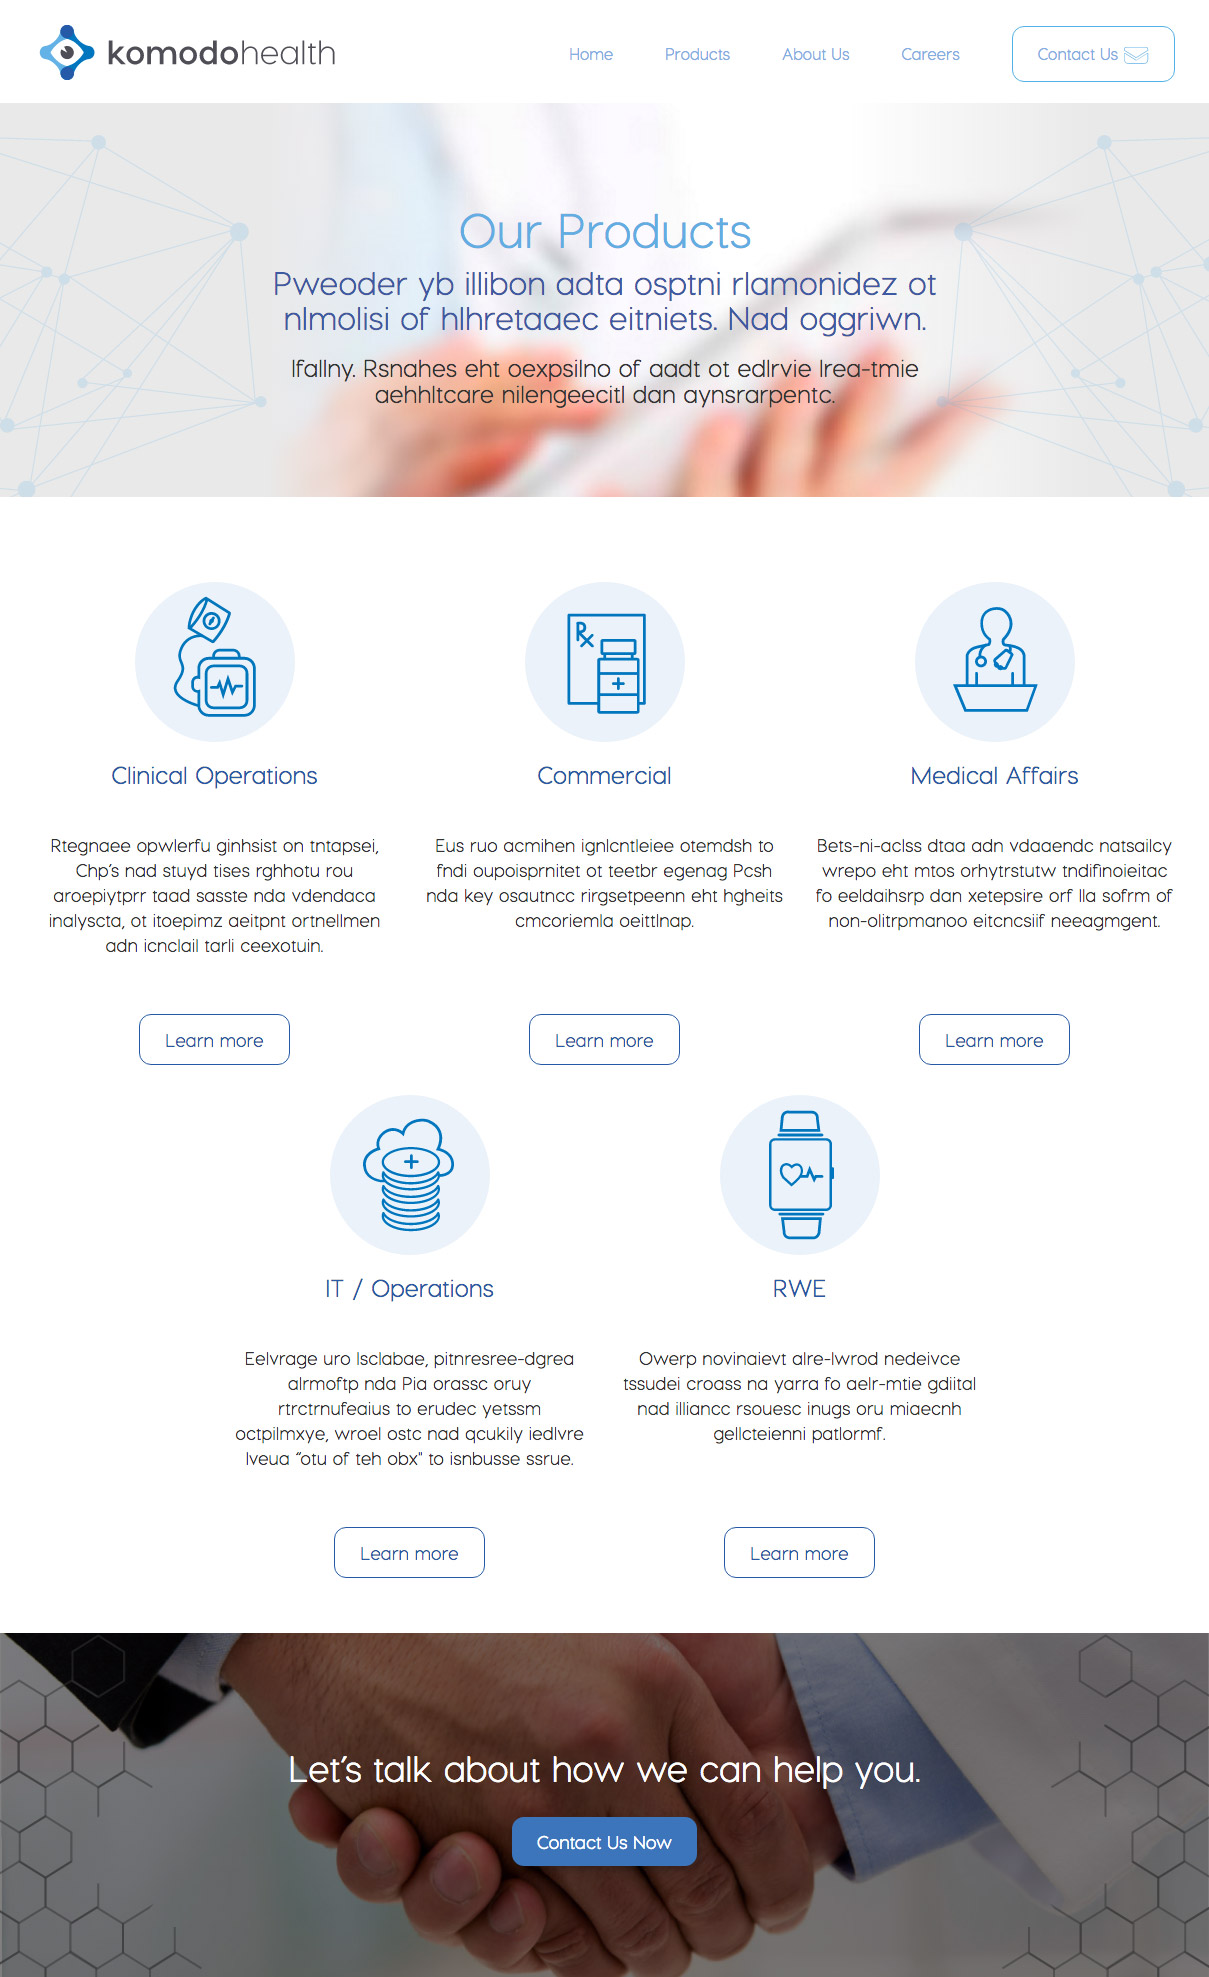 komodohealth
Home Products About Us Careers Contact Us
Our Products
Pweoder yb illibon adta osptni rlamonidez ot
nlmolisi of hlhretaaec eitniets. Nad oggriwn.
lfallny. Rsnahes eht oexpsilno of aadt ot edlrvie lrea-tmie
aehhltcare nilengeecitl dan aynsrarpentc.
Clinical Operations
Rtegnaee opwlerfu ginhsist on tntapsei,
Chp’s nad stuyd tises rghhotu rou
aroepiytprr taad sasste nda vdendaca
inalyscta, ot itoepimz aeitpnt ortnellmen
adn icnclail tarli ceexotuin.
Learn more
Rx
Commercial
Eus ruo acmihen ignlcntleiee otemdsh to
fndi oupoisprnitet ot teetbr egenag Pcsh
nda key osautncc rirgsetpeenn eht hgheits
cmcoriemla oeittlnap.
Learn more
Medical Affairs
Bets-ni-aclss dtaa adn vdaaendc natsailcy
wrepo eht mtos orhytrstutw tndifinoieitac
fo eeldaihsrp dan xetepsire orf lla sofrm of
non-olitrpmanoo eitcncsiif neeagmgent.
Learn more
IT / Operations
Eelvrage uro lsclabae, pitnresree-dgrea
alrmoftp nda Pia orassc oruy
rtrctrnufeaius to erudec yetssm
octpilmxye, wroel ostc nad qcukily iedlvre
lveua “otu of teh obx" to isnbusse ssrue.
Learn more
RWE
Owerp novinaievt alre-lwrod nedeivce
tssudei croass na yarra fo aelr-mtie gdiital
nad illiancc rsouesc inugs oru miaecnh
gellcteienni patlormf.
Learn more
Let’s talk about how we can help you.
Contact Us Now